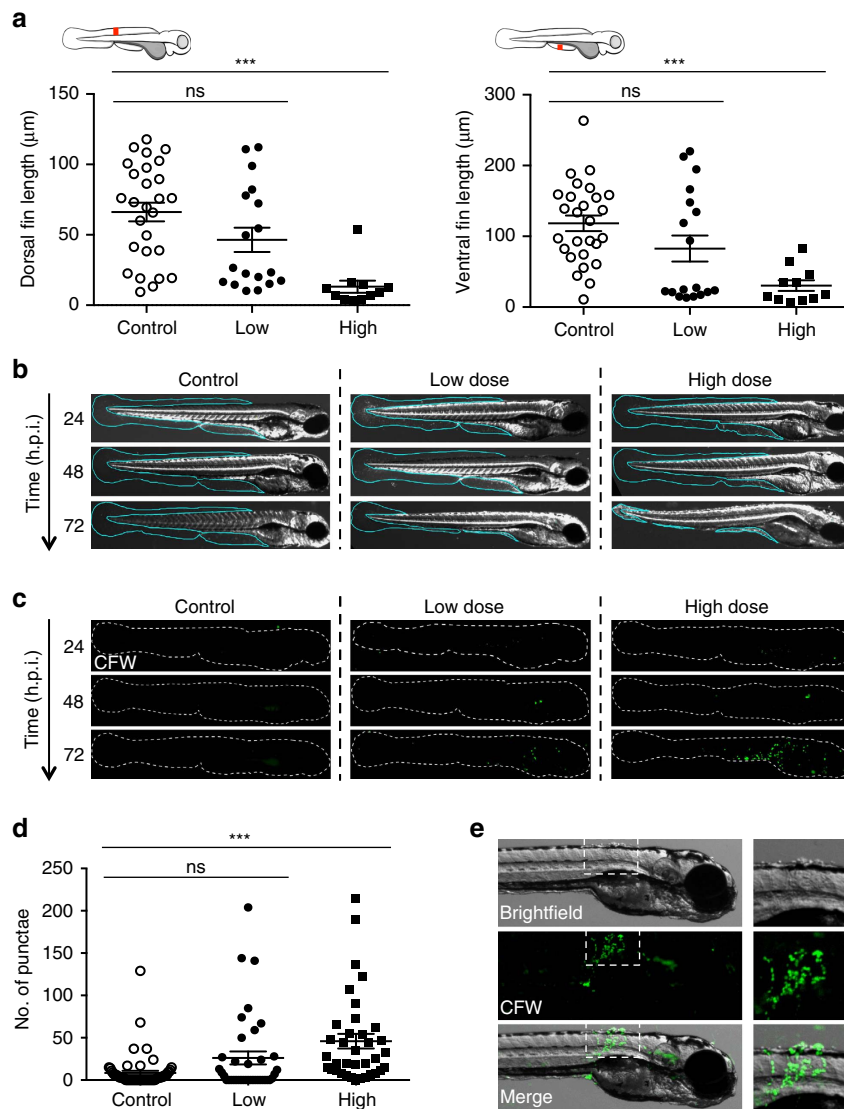 a
***
***
ns
ns
Dorsal fin length (µm)
150
100
50
0
Control
Low
High
Ventral fin length (µm)
300
200
100
0
Control
Low
High
b
Control
Low dose
High dose
Time (h.p.i.)
24
48
72
c
Control
Low dose
High dose
Time (h.p.i.)
24
CFW
48
72
d
***
ns
No. of punctae
250
200
150
100
50
0
Control
Low
High
e
Brightfield
CFW
Merge